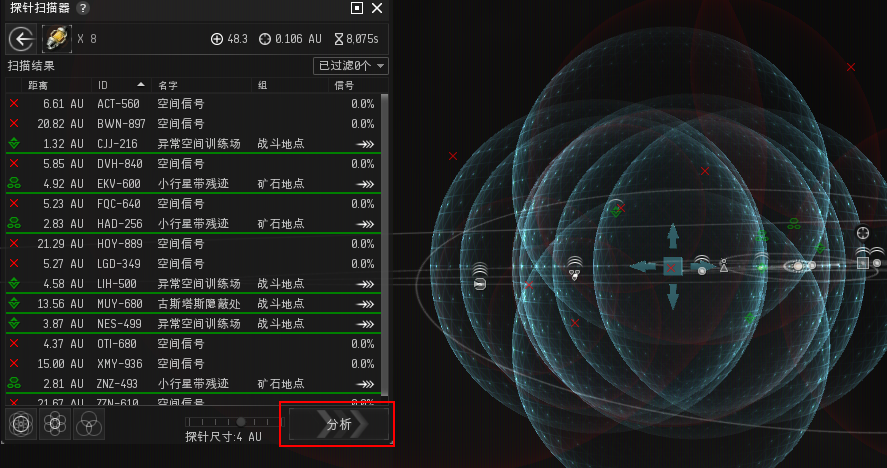 探针扫描器 ?
X 8 48.3 0.106 AU 8,075s
扫描结果 已过滤0个
距离 ID 名字 组 信号
6.61 AU ACT-560 空间信号 0.0%
20.82 AU BWN-897 空间信号 0.0%
1.32 AU CJJ-216 异常空间训练场 战斗地点
5.85 AU DVH-840 空间信号 0.0%
4.92 AU EKV-600 小行星带残迹 矿石地点
5.23 AU FQC-640 空间信号 0.0%
2.83 AU HAD-256 小行星带残迹 矿石地点
21.29 AU HOY-889 空间信号 0.0%
5.27 AU LGD-349 空间信号 0.0%
4.58 AU LIH-500 异常空间训练场 战斗地点
13.56 AU MUY-680 古斯塔斯隐蔽处 战斗地点
3.87 AU NES-499 异常空间训练场 战斗地点
4.37 AU OTI-680 空间信号 0.0%
15.00 AU XMY-936 空间信号 0.0%
2.81 AU ZNZ-493 小行星带残迹 矿石地点
21.67 AU ZZN-610 空间信号 0.0%
探针尺寸:4 AU
分析